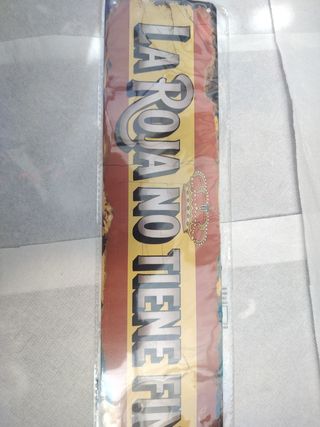 LA ROJA NO TIENE FIN